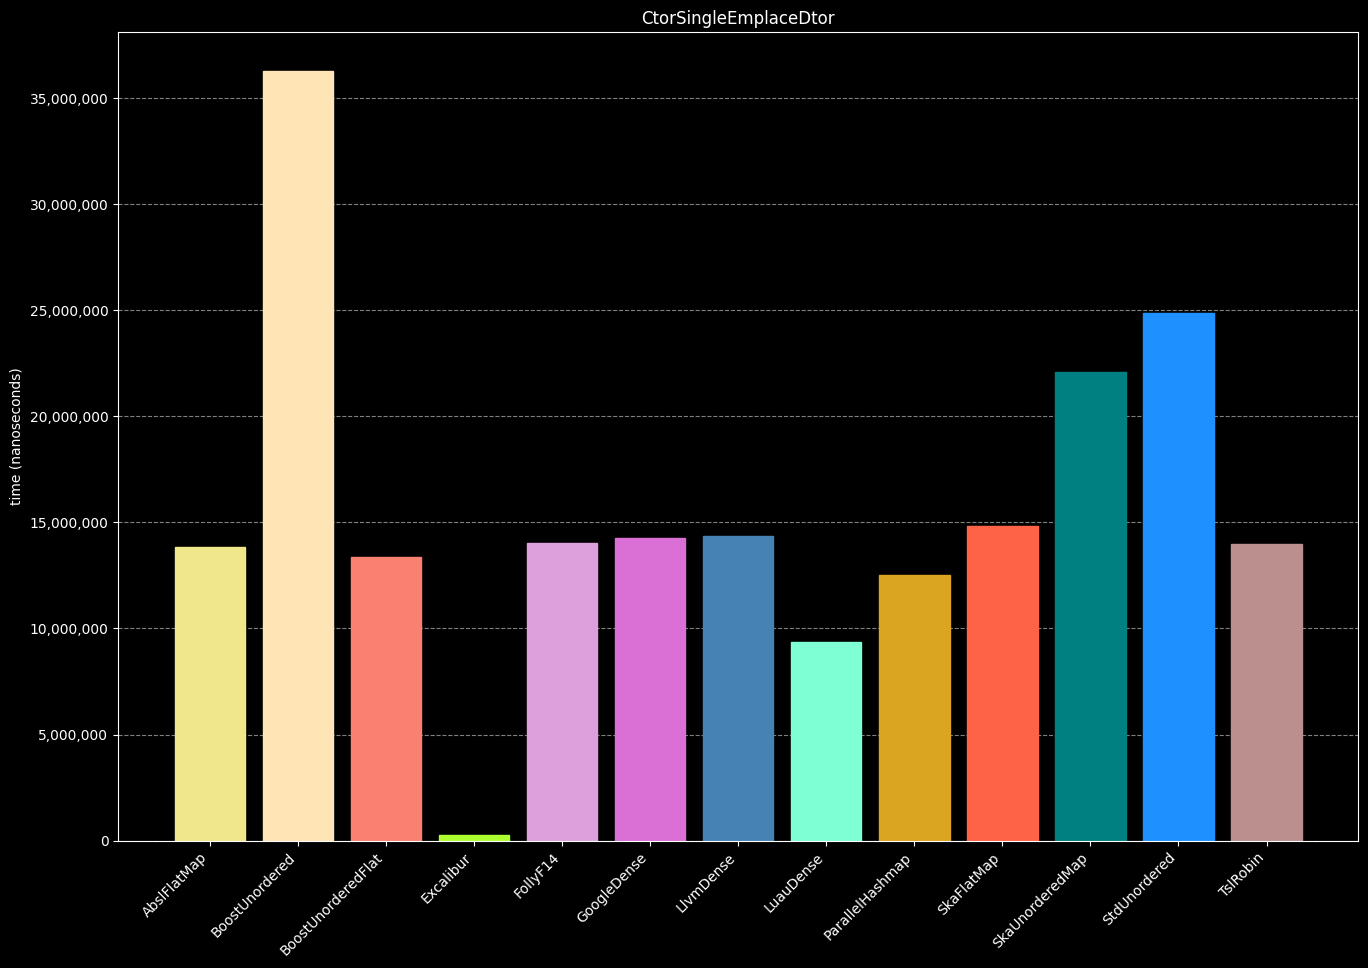 CtorSingleEmplaceDtor
time (nanoseconds)
35,000,000
30,000,000
25,000,000
20,000,000
15,000,000
10,000,000
5,000,000
0
AbslFlatMap
BoostUnordered
BoostUnorderedFlat
Excalibur
FollyF14
GoogleDense
LlvmDense
LuauDense
ParallelHashmap
SkaFlatMap
SkaUnorderedMap
StdUnordered
TslRobin